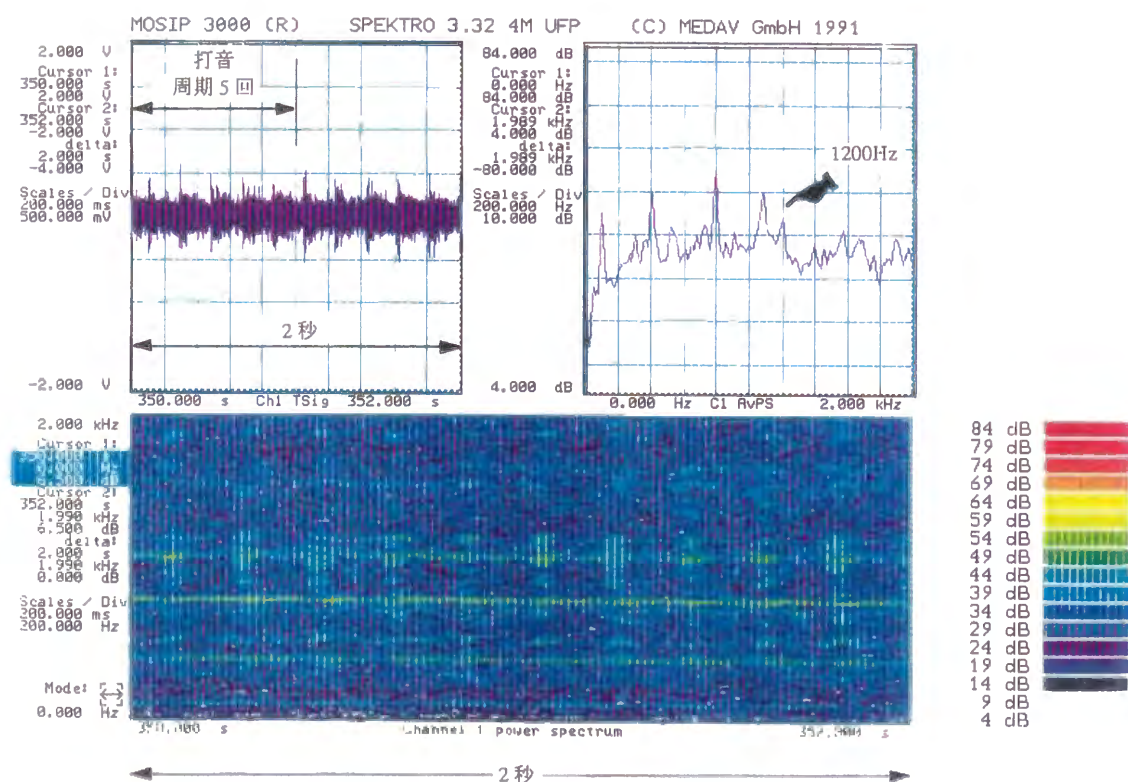 MOSIP 3000 (R) SPEKTRO 3.32 4M UFP (C) MEDAV GmbH 1991
2.000 V
Cursor 1:
350.000 s
2.000 V
Cursor 2:
352.000 s
-2.000 V
delta:
2.000 s
-4.000 V
Scales / Div
200.000 ms
500.000 mV
-2.000 V
打音
周期5回
2秒
350.000 s Ch1 TSig 352.000 s
84.000 dB
Cursor 1:
0.000 Hz
84.000 dB
Cursor 2:
1.989 kHz
4.000 dB
delta:
1.989 kHz
-80.000 dB
Scales / Div
200.000 Hz
10.000 dB
4.000 dB
1200Hz
0.000 Hz C1 AvPS 2.000 kHz
2.000 kHz
Cursor 1:
Cursor 2:
352.000 s
1.990 kHz
6.500 dB
delta:
2.000 s
1.990 kHz
0.000 dB
Scales / Div
200.000 ms
200.000 Hz
Mode:
0.000 Hz
350.000 s Channel 1 power spectrum 352.000 s
2秒
84 dB
79 dB
74 dB
69 dB
64 dB
59 dB
54 dB
49 dB
44 dB
39 dB
34 dB
29 dB
24 dB
19 dB
14 dB
9 dB
4 dB